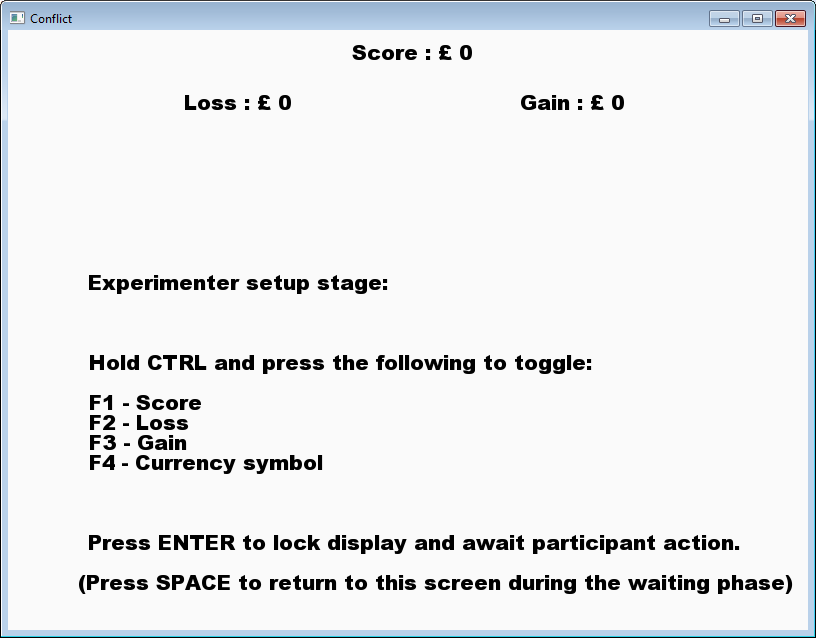 Conflict
Score : £ 0
Loss : £ 0
Gain : £ 0
Experimenter setup stage:
Hold CTRL and press the following to toggle:
F1 - Score
F2 - Loss
F3 - Gain
F4 - Currency symbol
Press ENTER to lock display and await participant action.
(Press SPACE to return to this screen during the waiting phase)